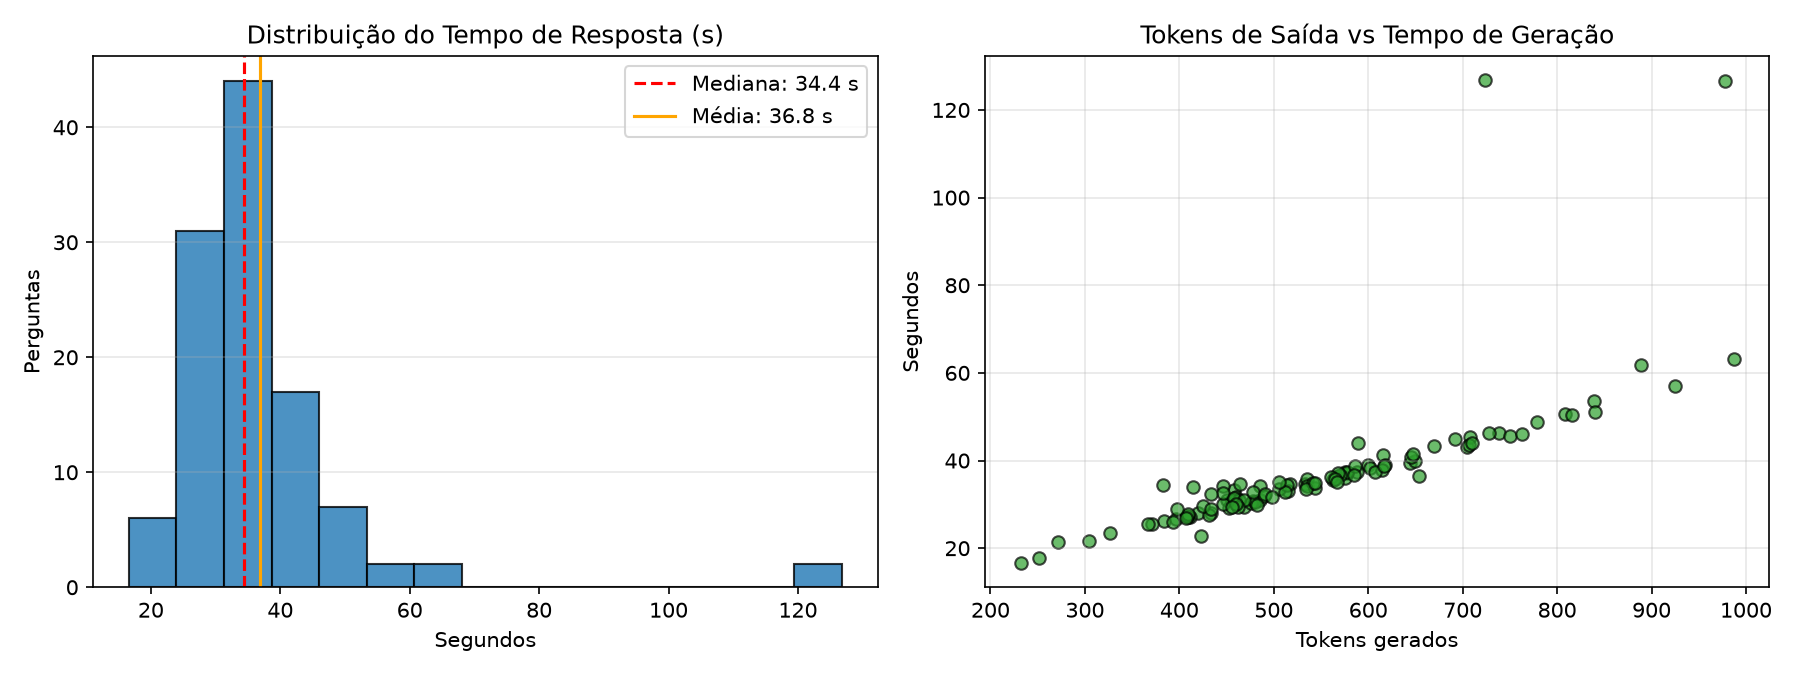 Distribuição do Tempo de Resposta (s)
Mediana: 34.4 s
Média: 36.8 s
Perguntas
40
30
20
10
0
20 40 60 80 100 120
Segundos
Tokens de Saída vs Tempo de Geração
Segundos
120
100
80
60
40
20
200 300 400 500 600 700 800 900 1000
Tokens gerados